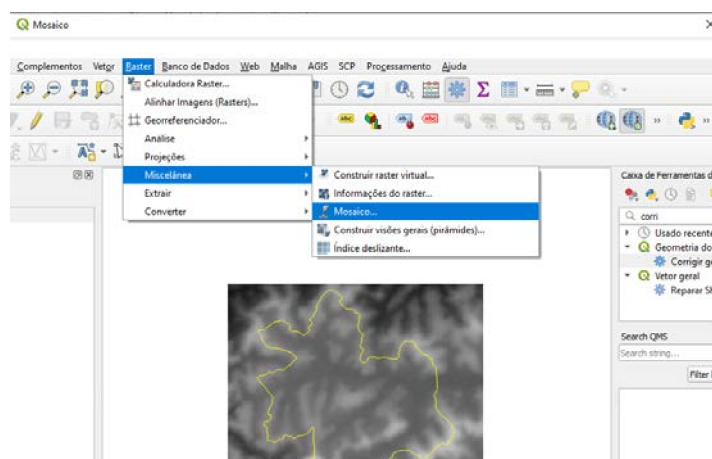 Mosaico
Complementos Vetor Raster Banco de Dados Web Malha AGIS SCP Processamento Ajuda
Calculadora Raster...
Alinhar Imagens (Rasters)...
Georreferenciador...
Análise
Projeções
Miscelânea
Extrair
Converter
Construir raster virtual...
Informações do raster...
Mosaico...
Construir visões gerais (pirâmides)...
Índice deslizante...
Caixa de Ferramentas d
corri
Usado recente
Geometria do
Corrigir ge
Vetor geral
Reparar Sh
Search QMS
Search string...
Filter